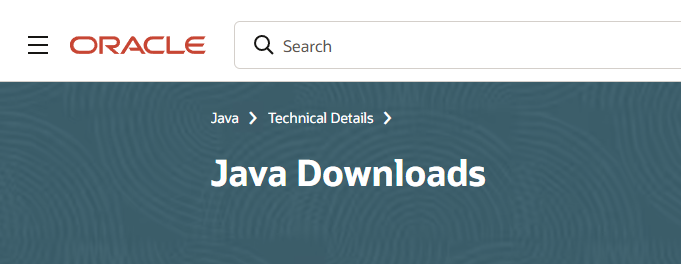 ORACLE
Search
Java
Technical Details
Java Downloads